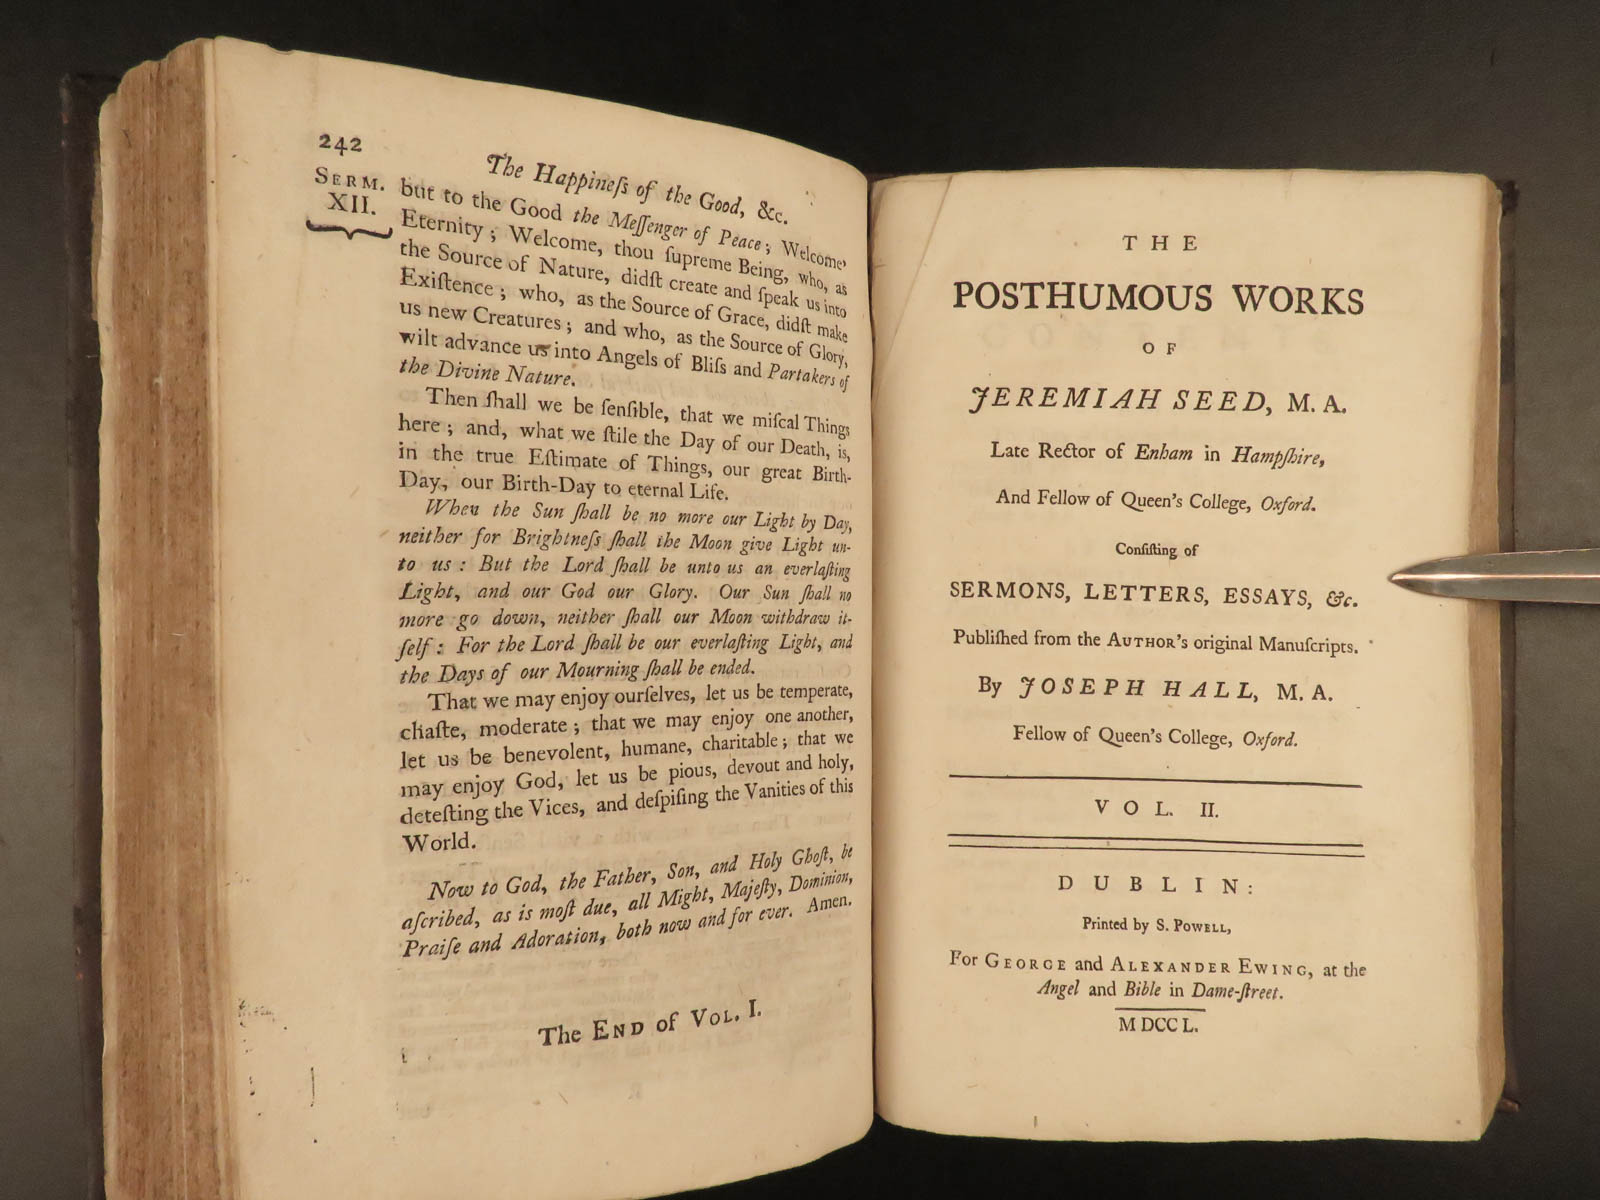 242
The Happineſs of the Good, &c.
SERM.
XII.
but to the Good the Meſſenger of Peace; Welcome,
Eternity; Welcome, thou ſupreme Being, who, as
the Source of Nature, didſt create and ſpeak us into
Exiſtence; who, as the Source of Grace, didſt make
us new Creatures; and who, as the Source of Glory,
wilt advance us into Angels of Bliſs and Partakers of
the Divine Nature.
Then ſhall we be ſenſible, that we miſcal Things
here; and, what we ſtile the Day of our Death, is,
in the true Eſtimate of Things, our great Birth-
Day, our Birth-Day to eternal Life.
When the Sun ſhall be no more our Light by Day,
neither for Brightneſs ſhall the Moon give Light un-
to us: But the Lord ſhall be unto us an everlaſting
Light, and our God our Glory. Our Sun ſhall no
more go down, neither ſhall our Moon withdraw it-
ſelf: For the Lord ſhall be our everlaſting Light, and
the Days of our Mourning ſhall be ended.
That we may enjoy ourſelves, let us be temperate,
chaſte, moderate; that we may enjoy one another,
let us be benevolent, humane, charitable; that we
may enjoy God, let us be pious, devout and holy,
deteſting the Vices, and deſpiſing the Vanities of this
World.
Now to God, the Father, Son, and Holy Ghoſt, be
aſcribed, as is moſt due, all Might, Majeſty, Dominion,
Praiſe and Adoration, both now and for ever. Amen.
The END of VOL. I.
THE
POSTHUMOUS WORKS
OF
JEREMIAH SEED, M. A.
Late Rector of Enham in Hampſhire,
And Fellow of Queen's College, Oxford.
Conſiſting of
SERMONS, LETTERS, ESSAYS, &c.
Publiſhed from the AUTHOR's original Manuſcripts.
By JOSEPH HALL, M. A.
Fellow of Queen's College, Oxford.
VOL. II.
DUBLIN:
Printed by S. POWELL,
For GEORGE and ALEXANDER EWING, at the
Angel and Bible in Dame-ſtreet.
MDCCL.